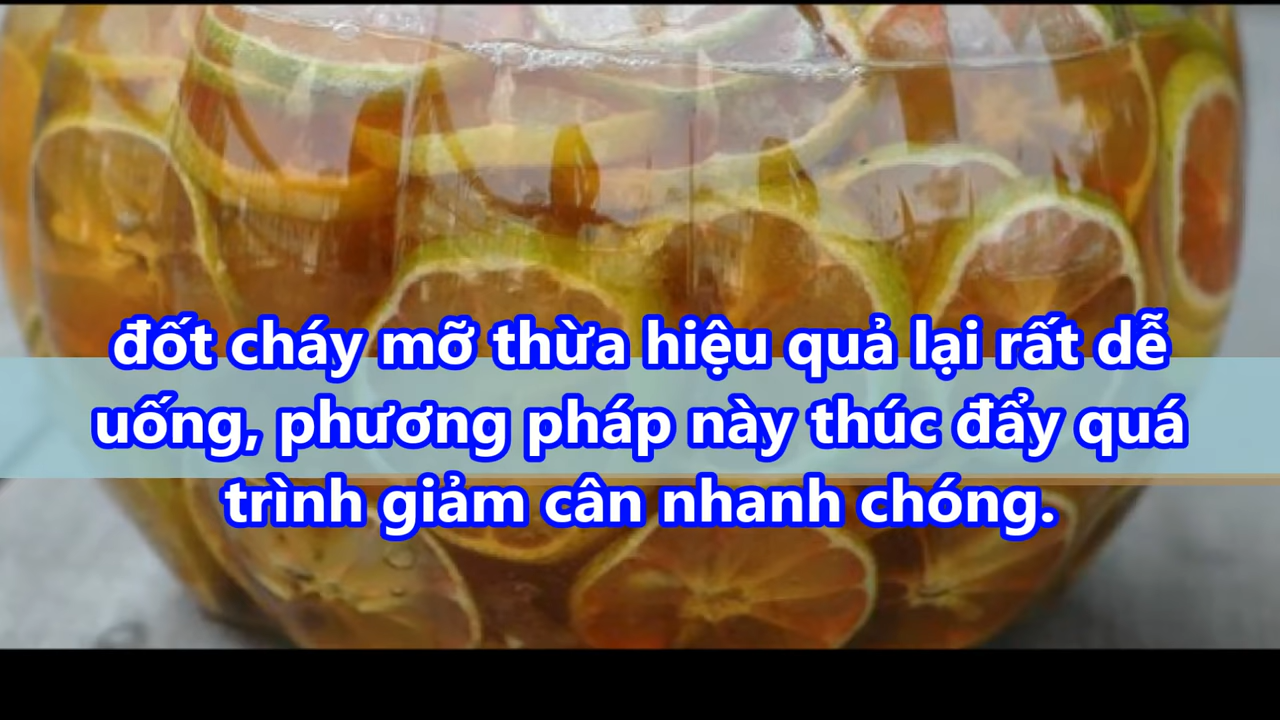 đốt cháy mỡ thừa hiệu quả lại rất dễ
uống, phương pháp này thúc đẩy quá
trình giảm cân nhanh chóng.